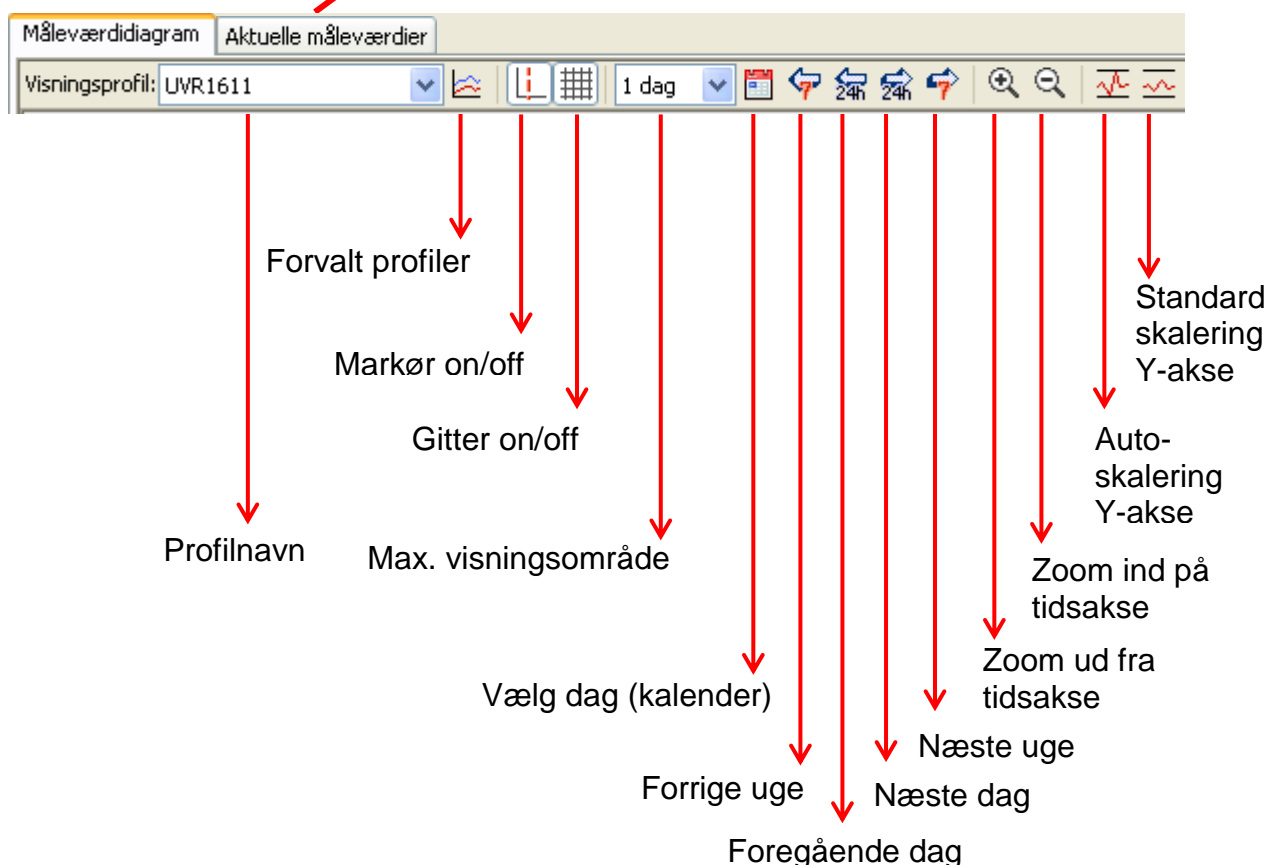 Måleværdidiagram Aktuelle måleværdier
Visningsprofil: UVR1611 1 dag 7 24h 24h 7
Forvalt profiler
Standard
skalering
Y-akse
Markør on/off
Gitter on/off
Auto-
skalering
Y-akse
Profilnavn
Max. visningsområde
Zoom ind på
tidsakse
Zoom ud fra
tidsakse
Vælg dag (kalender)
Næste uge
Forrige uge
Næste dag
Foregående dag